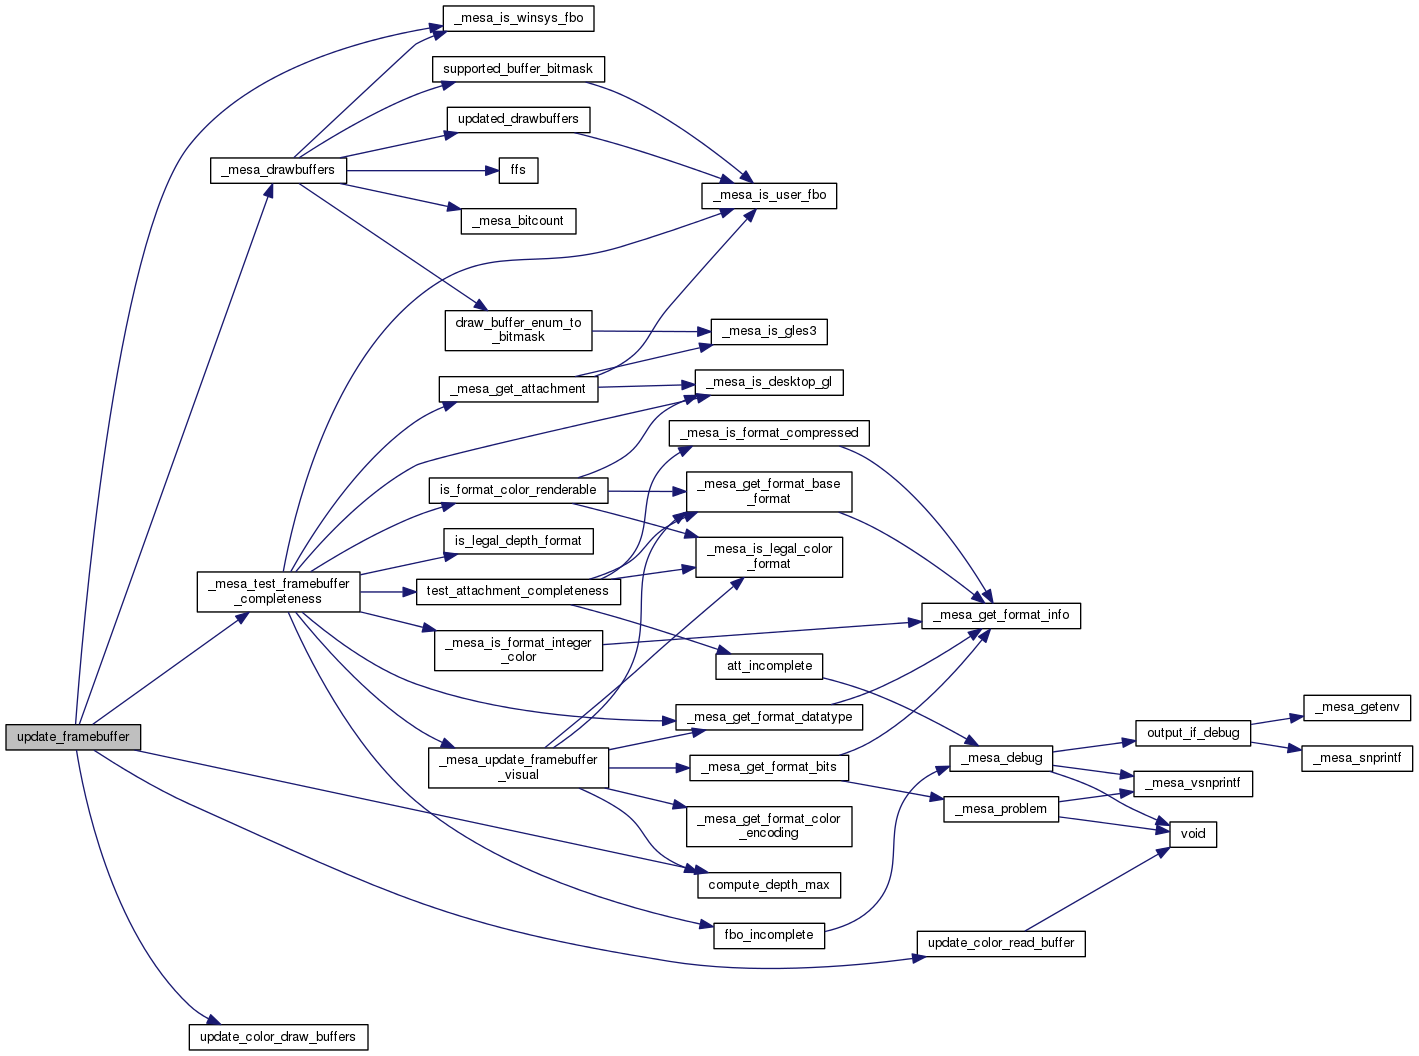 _mesa_is_winsys_fbo
supported_buffer_bitmask
updated_drawbuffers
_mesa_drawbuffers
ffs
_mesa_is_user_fbo
_mesa_bitcount
draw_buffer_enum_to
_bitmask
_mesa_is_gles3
_mesa_get_attachment
_mesa_is_desktop_gl
_mesa_is_format_compressed
is_format_color_renderable
_mesa_get_format_base
_format
is_legal_depth_format
_mesa_is_legal_color
_format
_mesa_test_framebuffer
_completeness
test_attachment_completeness
_mesa_get_format_info
_mesa_is_format_integer
_color
att_incomplete
_mesa_get_format_datatype
_mesa_getenv
update_framebuffer
output_if_debug
_mesa_update_framebuffer
_visual
_mesa_get_format_bits
_mesa_debug
_mesa_snprintf
_mesa_vsnprintf
_mesa_problem
_mesa_get_format_color
_encoding
void
compute_depth_max
fbo_incomplete
update_color_read_buffer
update_color_draw_buffers